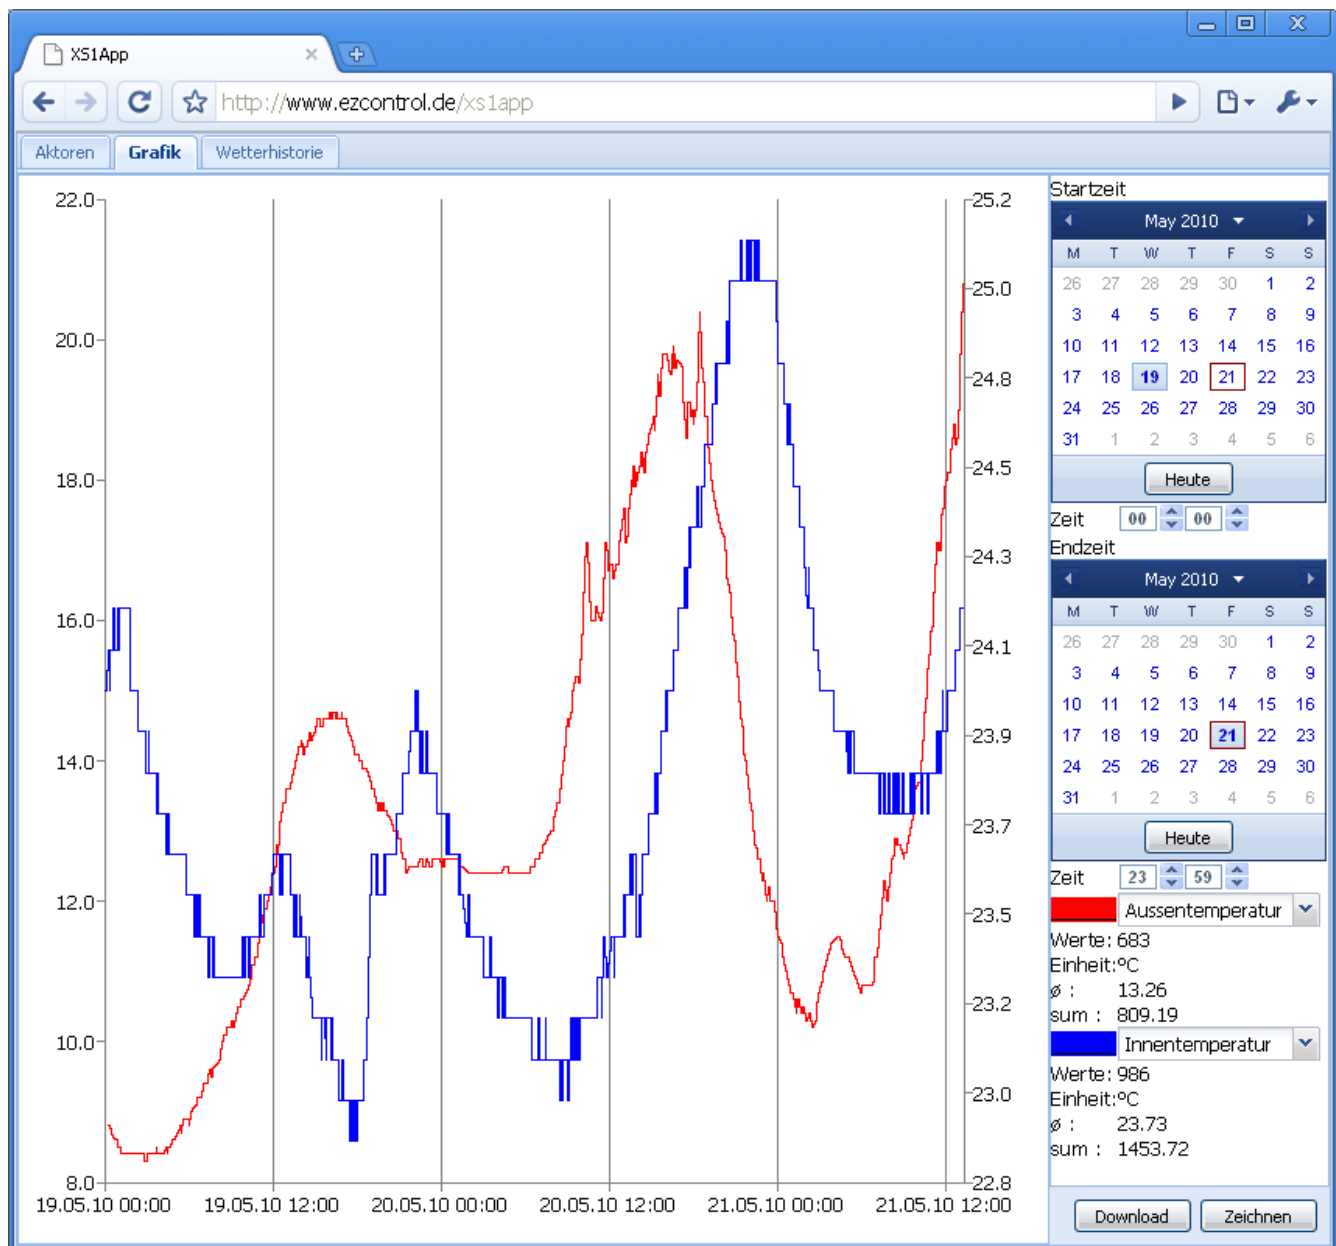 XS1App
http://www.ezcontrol.de/xs1app
Aktoren Grafik Wetterhistorie
22.0
20.0
18.0
16.0
14.0
12.0
10.0
8.0
25.2
25.0
24.8
24.5
24.3
24.1
23.9
23.7
23.5
23.2
23.0
22.8
19.05.10 00:00 19.05.10 12:00 20.05.10 00:00 20.05.10 12:00 21.05.10 00:00 21.05.10 12:00
Startzeit
May 2010
M T W T F S S
26 27 28 29 30 1 2
3 4 5 6 7 8 9
10 11 12 13 14 15 16
17 18 19 20 21 22 23
24 25 26 27 28 29 30
31 1 2 3 4 5 6
Heute
Zeit 00 00
Endzeit
May 2010
M T W T F S S
26 27 28 29 30 1 2
3 4 5 6 7 8 9
10 11 12 13 14 15 16
17 18 19 20 21 22 23
24 25 26 27 28 29 30
31 1 2 3 4 5 6
Heute
Zeit 23 59
Aussentemperatur
Werte: 683
Einheit:°C
ø : 13.26
sum : 809.19
Innentemperatur
Werte: 986
Einheit:°C
ø : 23.73
sum : 1453.72
Download Zeichnen